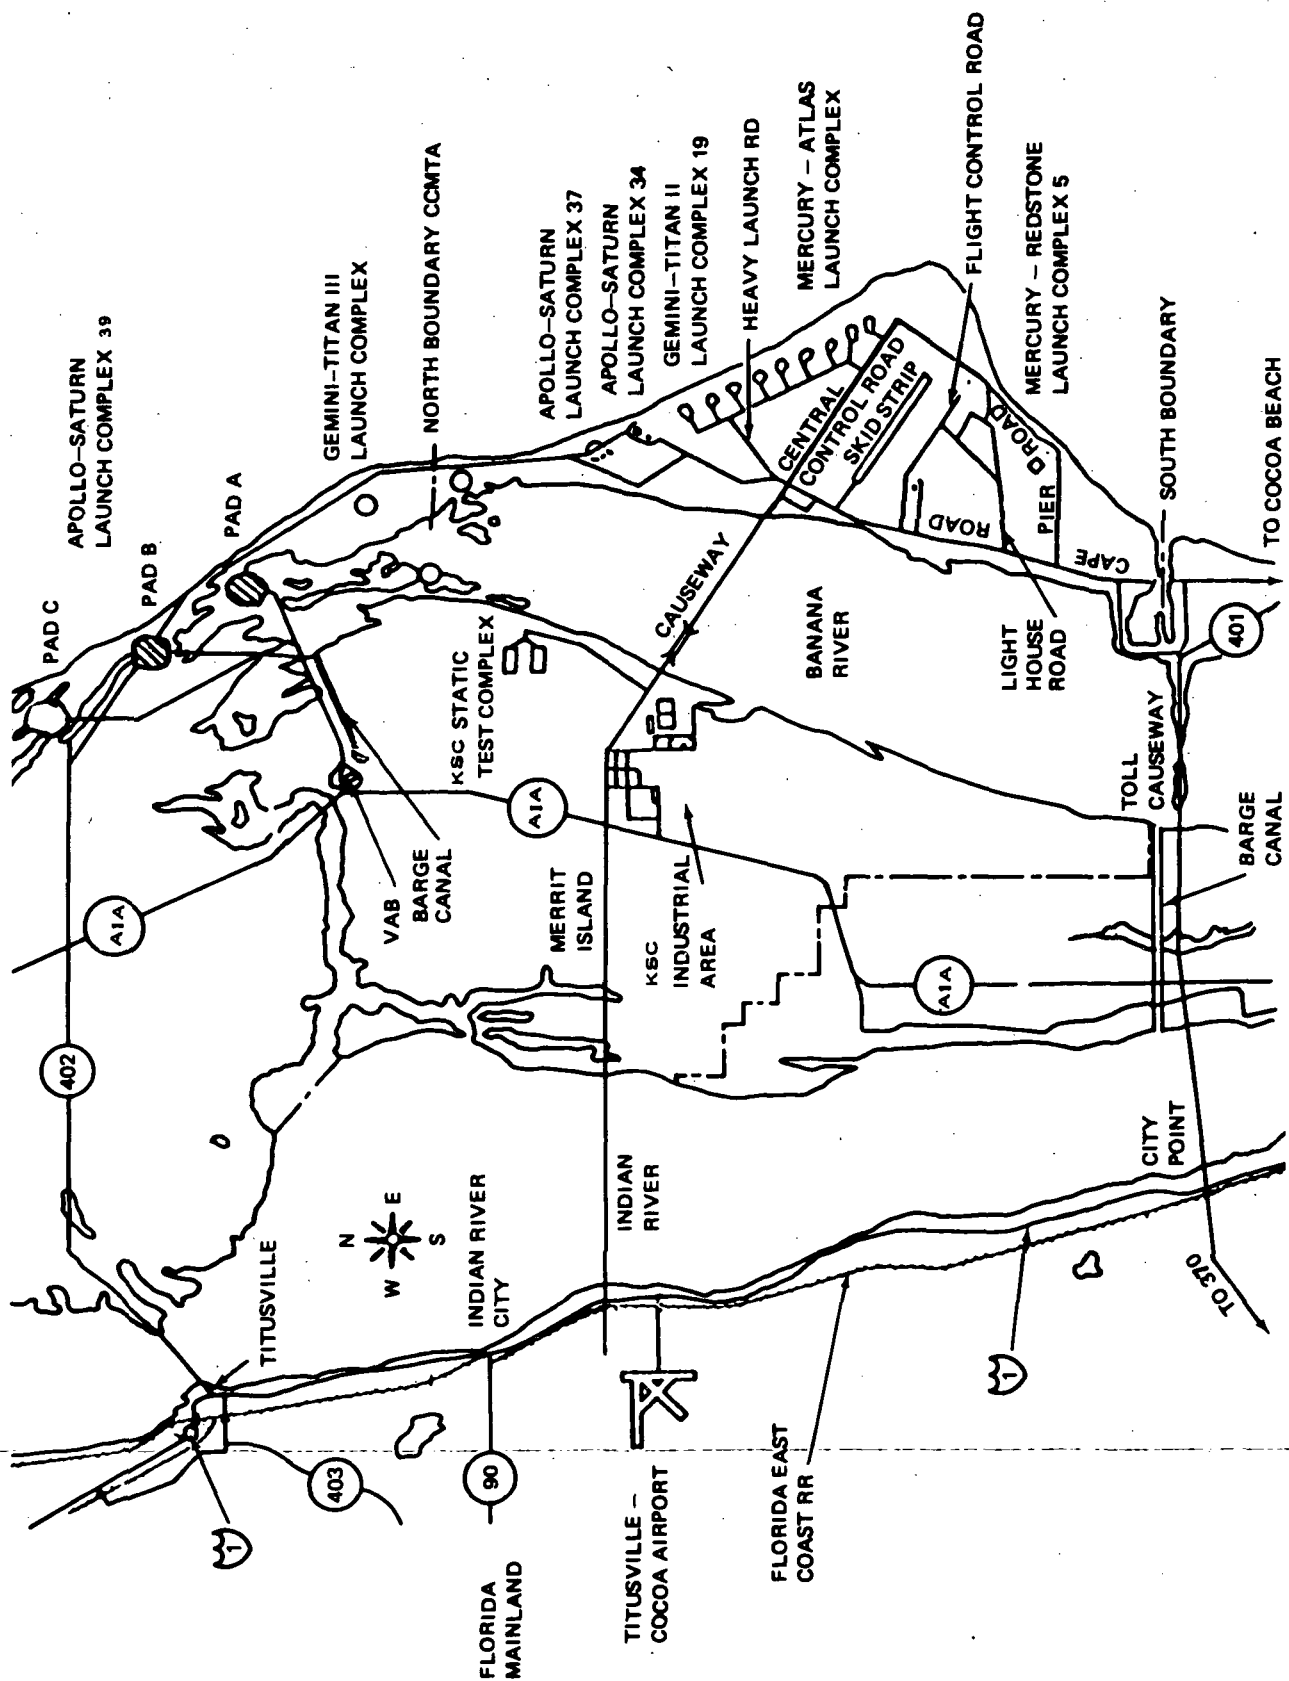 APOLLO–SATURN
LAUNCH COMPLEX 39
PAD C
PAD B
PAD A
GEMINI–TITAN III
LAUNCH COMPLEX
NORTH BOUNDARY CCMTA
APOLLO–SATURN
LAUNCH COMPLEX 37
APOLLO–SATURN
LAUNCH COMPLEX 34
GEMINI–TITAN II
LAUNCH COMPLEX 19
HEAVY LAUNCH RD
MERCURY – ATLAS
LAUNCH COMPLEX
FLIGHT CONTROL ROAD
MERCURY – REDSTONE
LAUNCH COMPLEX 5
SOUTH BOUNDARY
TO COCOA BEACH
CENTRAL
CONTROL ROAD
SKID STRIP
ROAD
PIER
ROAD
CAPE
CAUSEWAY
KSC STATIC
TEST COMPLEX
BANANA
RIVER
LIGHT
HOUSE
ROAD
401
TOLL
CAUSEWAY
BARGE
CANAL
A1A
A1A
A1A
VAB
BARGE
CANAL
MERRIT
ISLAND
KSC
INDUSTRIAL
AREA
402
N
E
S
W
TITUSVILLE
INDIAN RIVER
CITY
INDIAN
RIVER
CITY
POINT
TO 370
1
1
403
90
FLORIDA
MAINLAND
TITUSVILLE –
COCOA AIRPORT
FLORIDA EAST
COAST RR